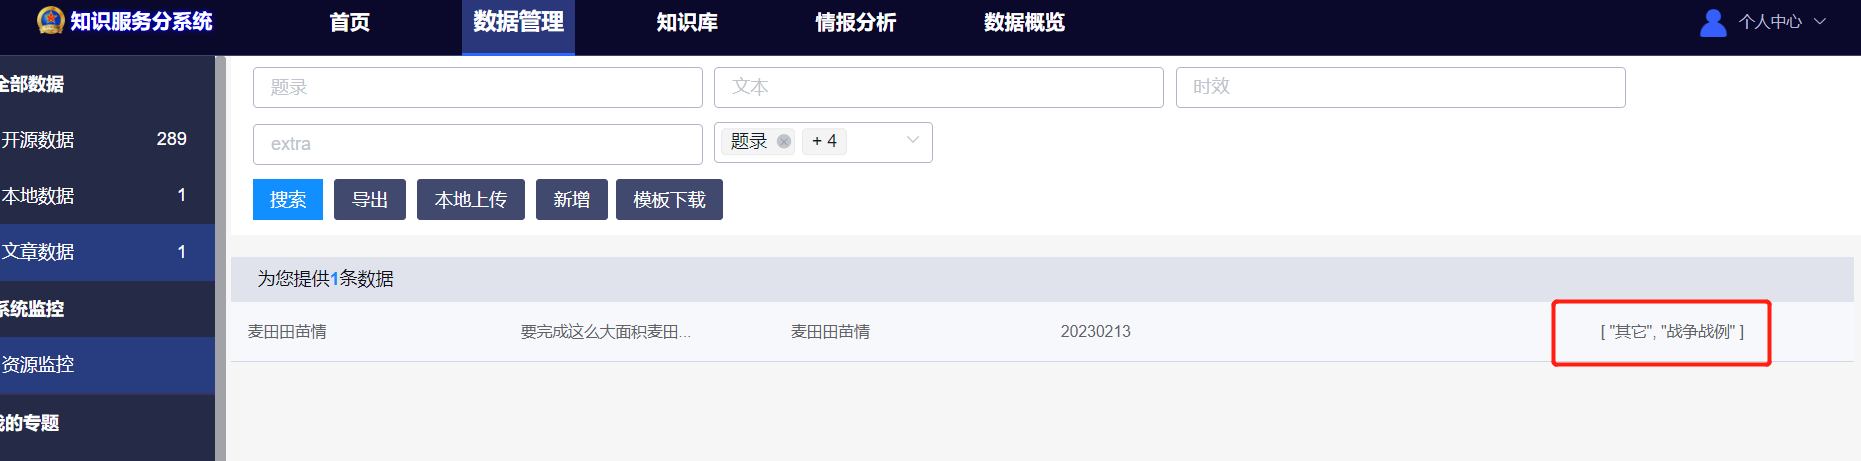 知识服务分系统 首页 数据管理 知识库 情报分析 数据概览 个人中心
全部数据
开源数据 289
本地数据 1
文章数据 1
系统监控
资源监控
我的专题
题录 文本 时效
extra 题录 + 4
搜索 导出 本地上传 新增 模板下载
为您提供1条数据
麦田田苗情 要完成这么大面积麦田... 麦田田苗情 20230213 [ "其它", "战争战例" ]